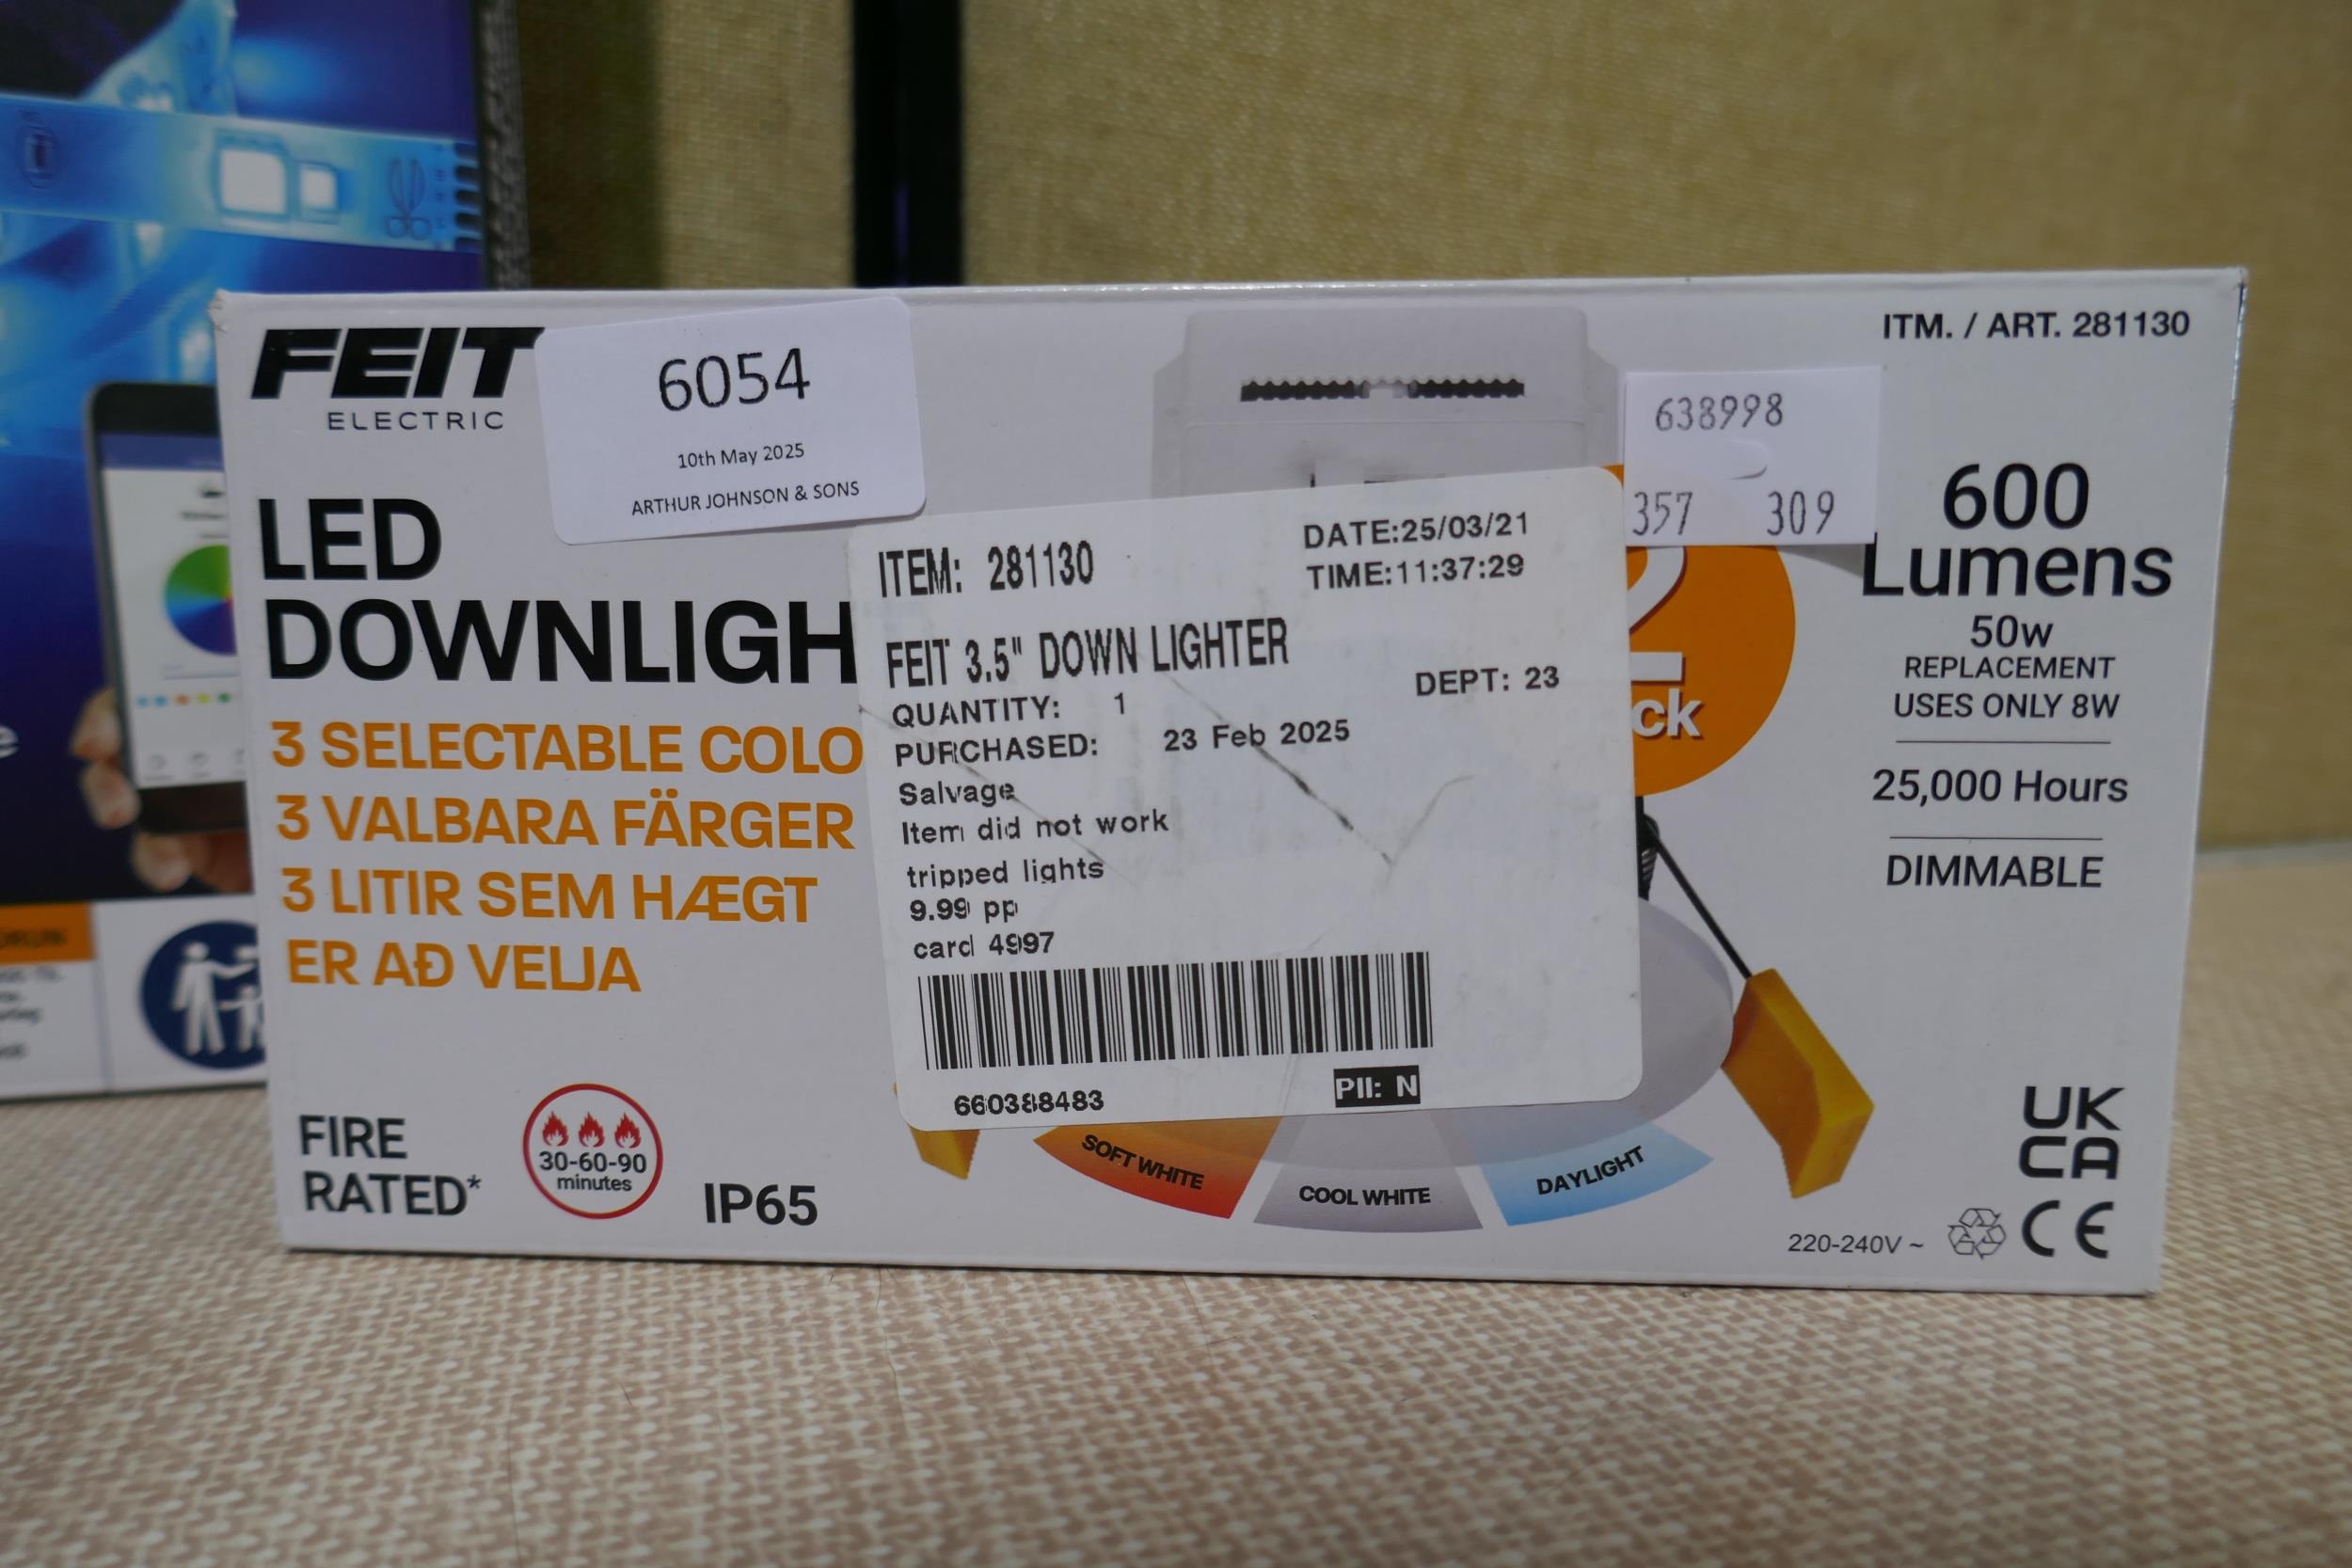 FEIT
ELECTRIC
6054
10th May 2025
ARTHUR JOHNSON & SONS
ITM. / ART. 281130
638998
357 309
LED
DOWNLIGH
3 SELECTABLE COLO
3 VALBARA FÄRGER
3 LITIR SEM HÆGT
ER AÐ VELJA
ITEM: 281130
DATE:25/03/21
TIME:11:37:29
FEIT 3.5" DOWN LIGHTER
DEPT: 23
QUANTITY: 1
PURCHASED: 23 Feb 2025
Salvage
Item did not work
tripped lights
9.99 pp
card 4997
660388483
PII: N
2
ck
600
Lumens
50w
REPLACEMENT
USES ONLY 8W
25,000 Hours
DIMMABLE
FIRE
RATED*
30-60-90
minutes
IP65
SOFT WHITE
COOL WHITE
DAYLIGHT
UK
CA
220-240V ~
CE